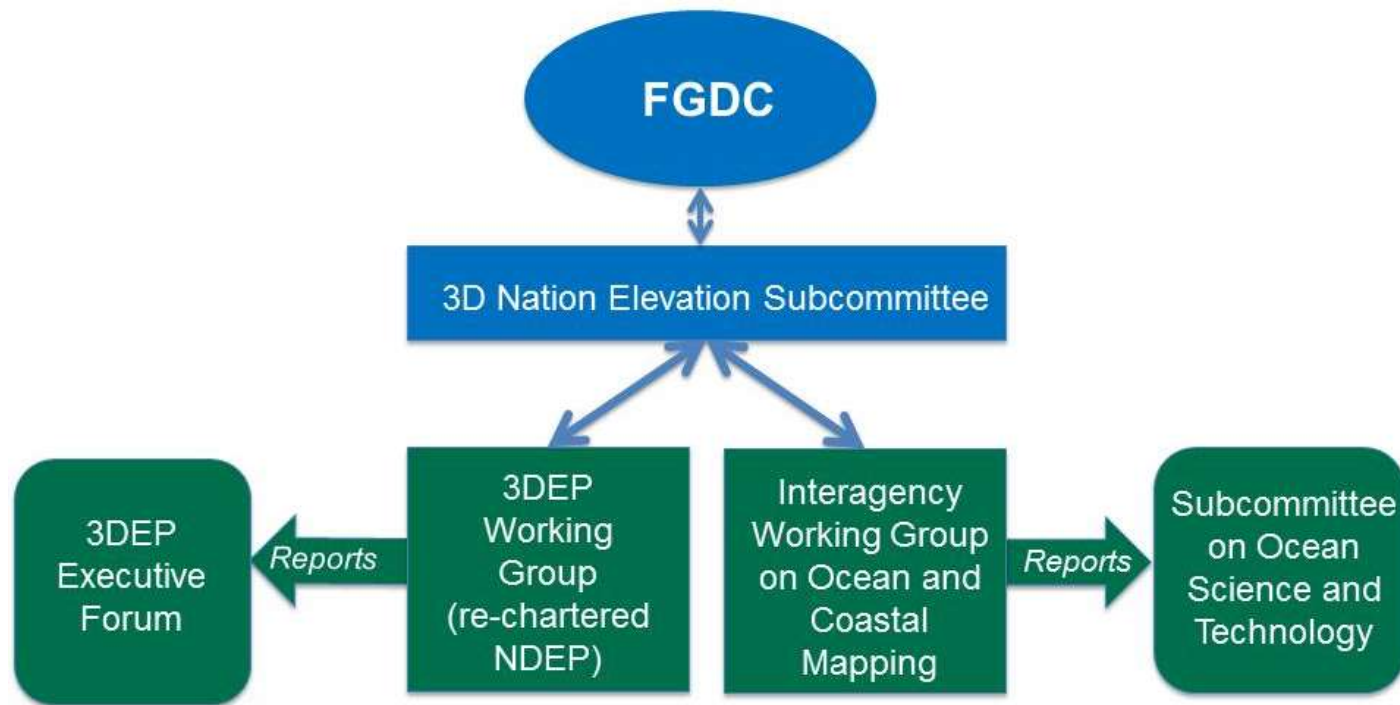 FGDC
3D Nation Elevation Subcommittee
3DEP
Executive
Forum
Reports
3DEP
Working
Group
(re-chartered
NDEP)
Interagency
Working Group
on Ocean and
Coastal
Mapping
Reports
Subcommittee
on Ocean
Science and
Technology